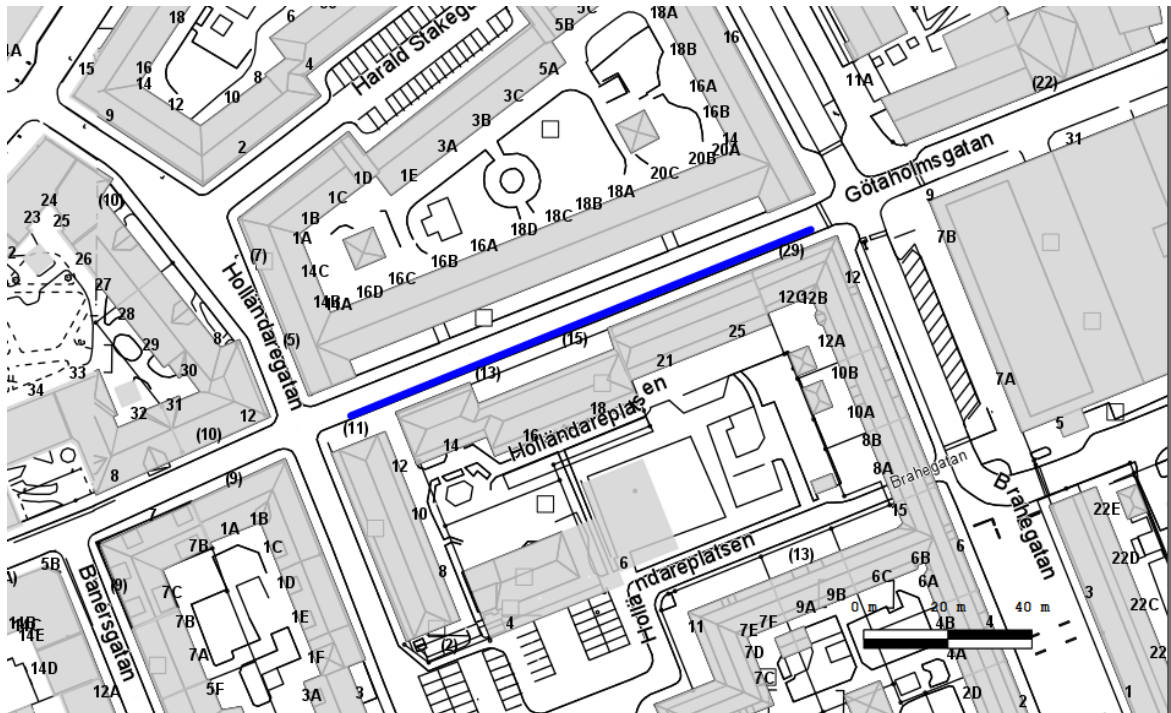 18
6
5B
5C
18A
16
18B
4
15
16
14
12
8
10
Harald Stakegatan
5A
3C
16A
16B
11A
(22)
9
2
3B
3A
14
20A
20B
20C
31
Götaholmsgatan
1D
1E
1C
1B
1A
18A
18B
18C
18D
16A
16B
16C
16D
14C
14B
14A
9
7B
(10)
24
23
25
26
27
28
29
30
31
32
33
34
8
12
(10)
8
(7)
(5)
Holländaregatan
(29)
(15)
(13)
(11)
12
12C
12B
12A
25
21
10B
10A
8B
8A
7A
5
18
16
14
12
10
8
Holländareplatsen
Brahegatan
Brahegatan
15
(9)
7
1A
1B
1C
1D
1E
1F
7B
7C
7B
7A
5F
3A
3
5B
(9)
Banérsgatan
14E
14D
12A
(2)
4
6
ndareplatsen
Hollä
(13)
11
6B
6A
6C
6
9B
9A
7F
7E
7D
7C
0 m
20 m
40 m
4B
4
4A
2D
2
3
1
22E
22D
22C
22